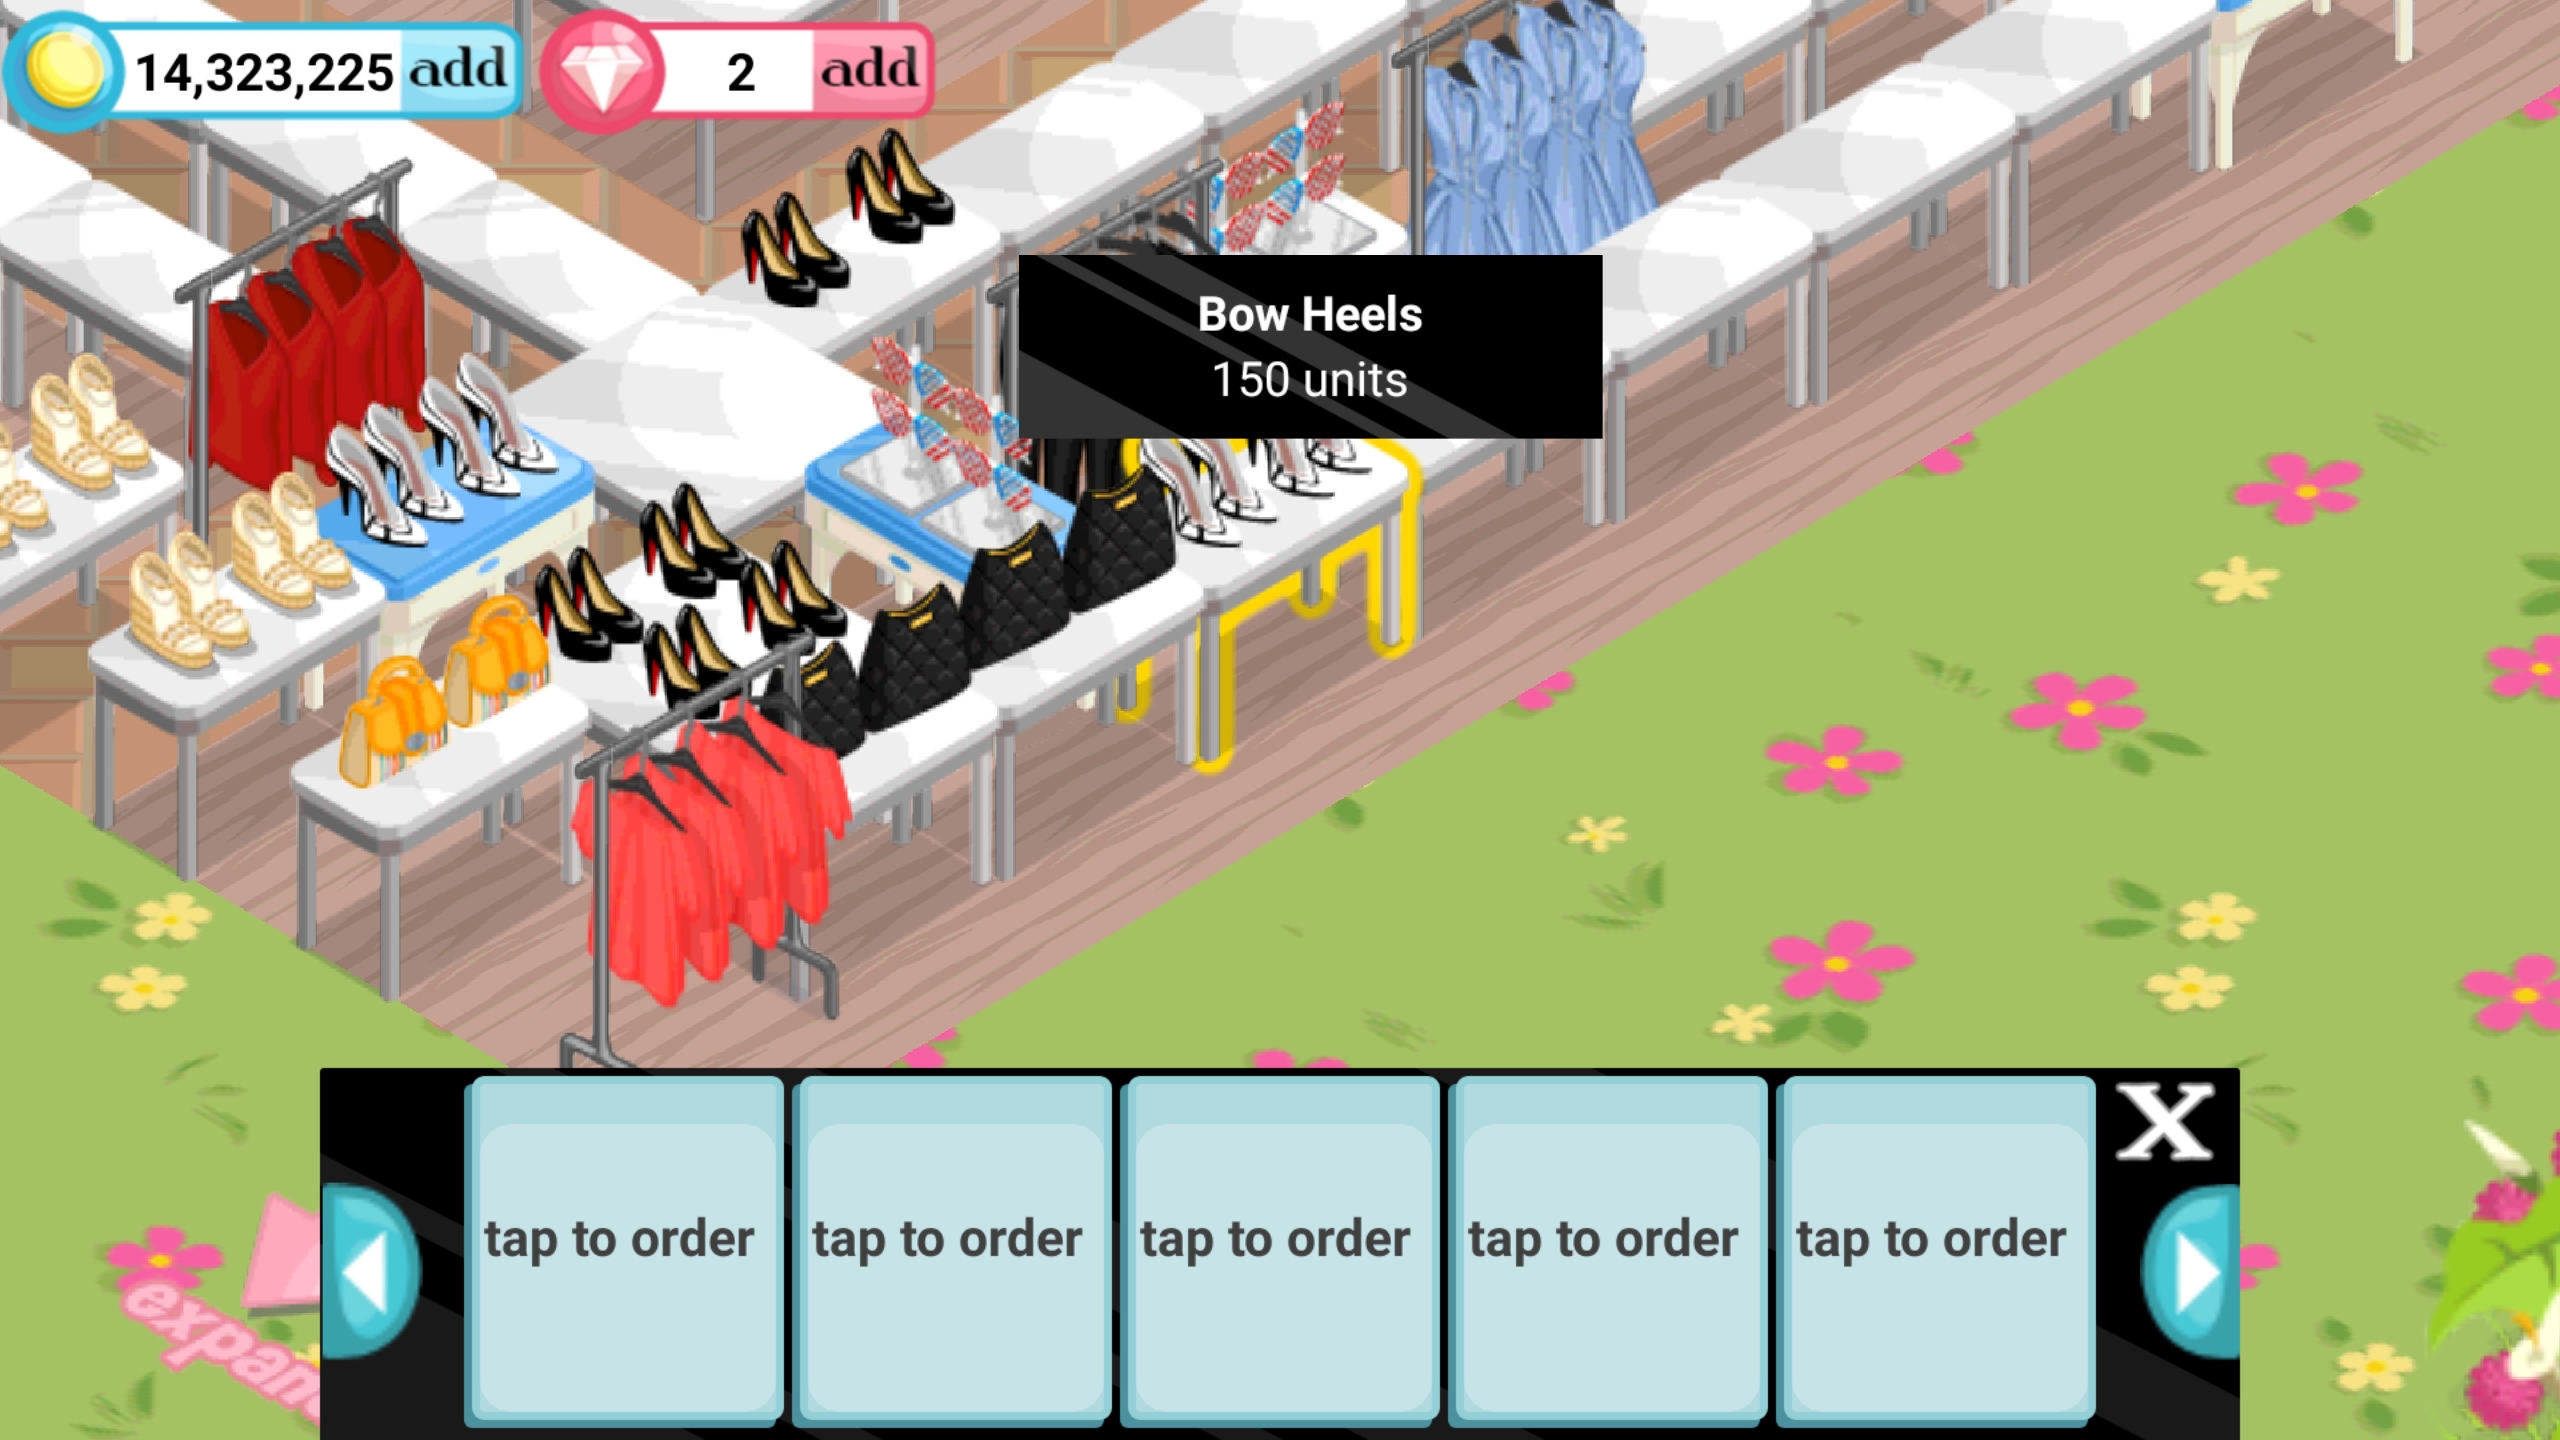 14,323,225 add 2 add
Bow Heels
150 units
X
tap to order tap to order tap to order tap to order tap to order